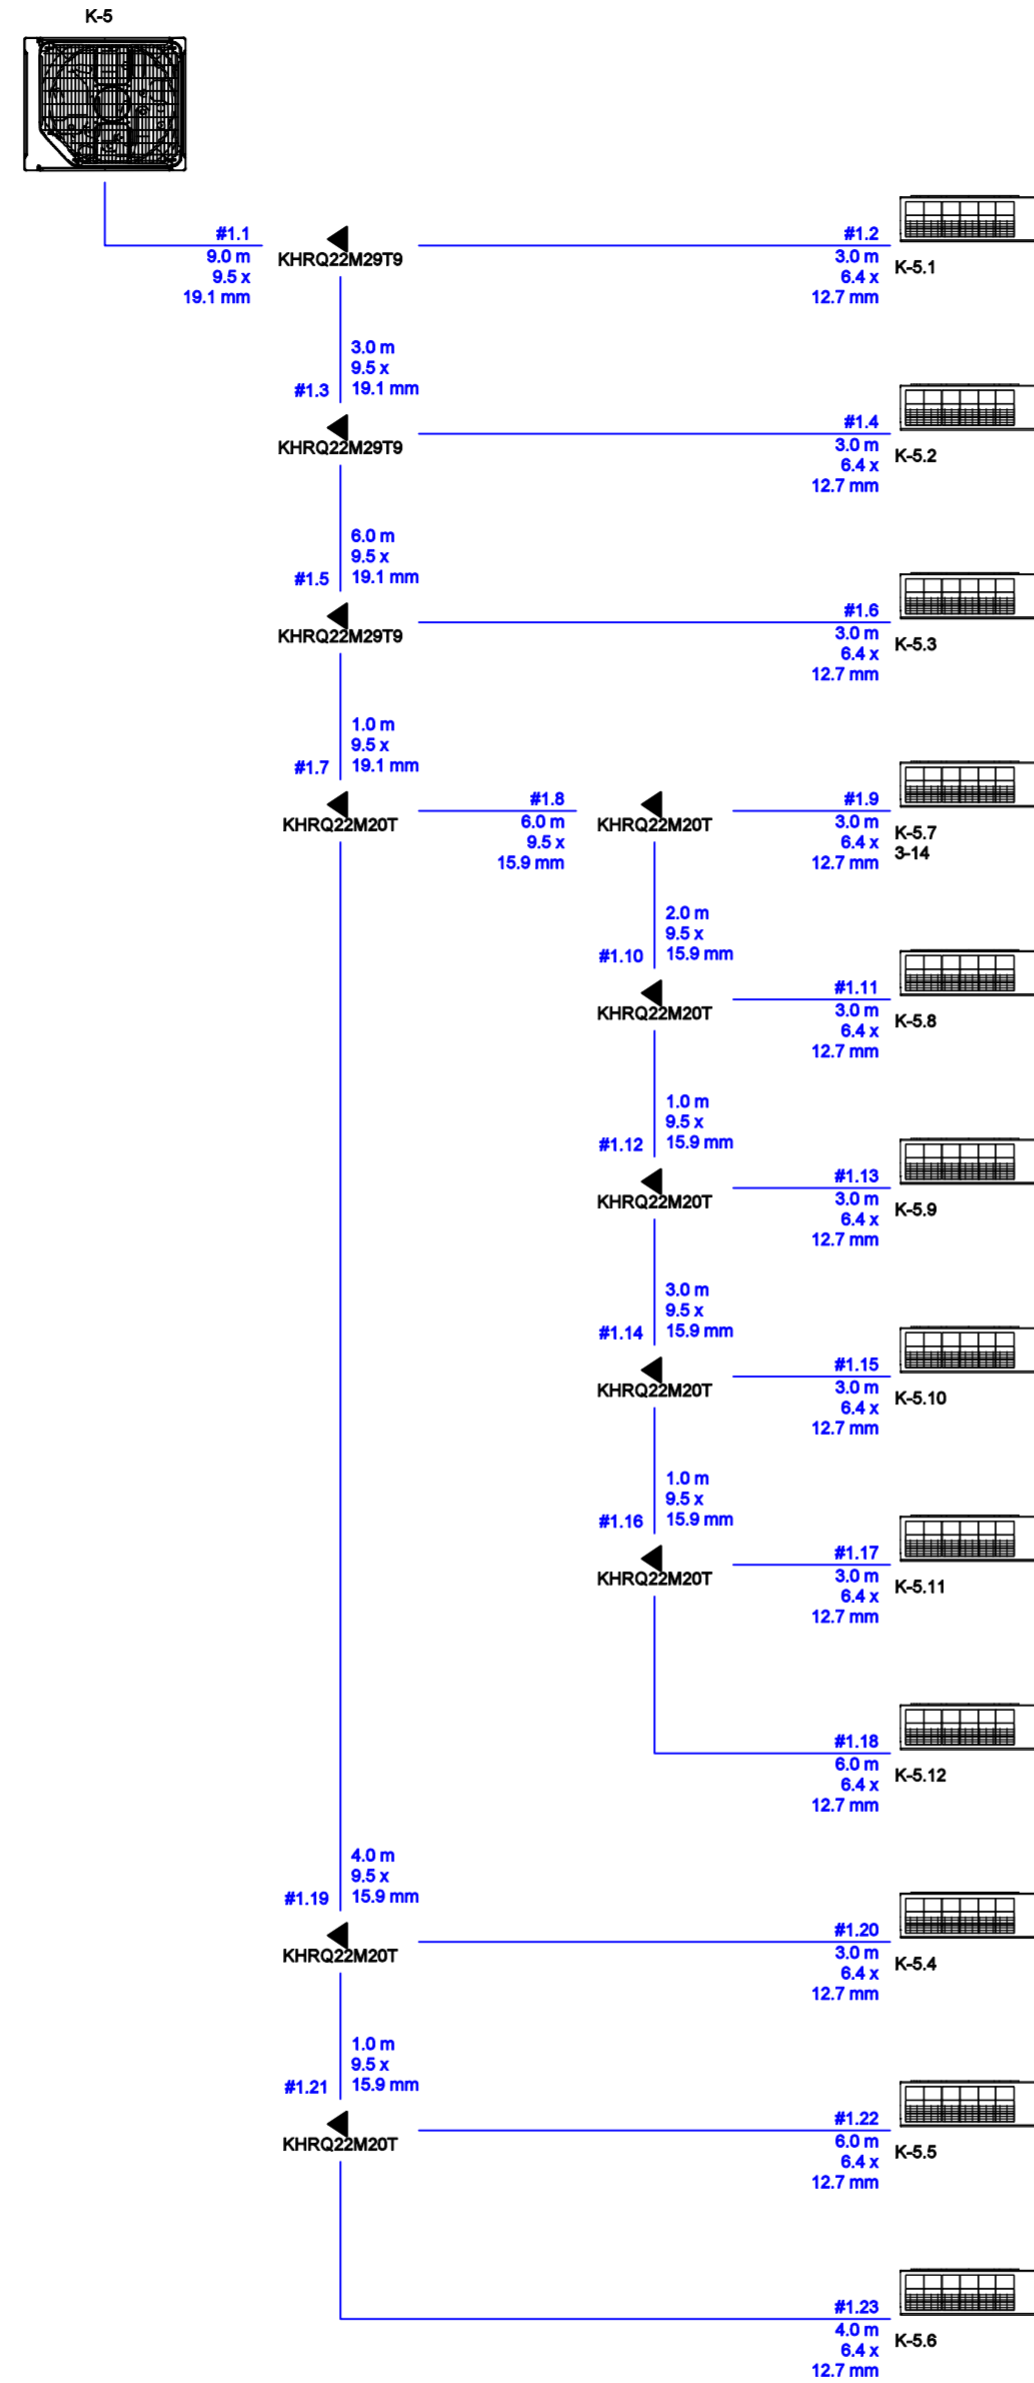 K-5
#1.1
9.0 m
9.5 x
19.1 mm
KHRQ22M29T9
#1.2
3.0 m
6.4 x
12.7 mm
K-5.1
3.0 m
9.5 x
19.1 mm
#1.3
KHRQ22M29T9
#1.4
3.0 m
6.4 x
12.7 mm
K-5.2
6.0 m
9.5 x
19.1 mm
#1.5
KHRQ22M29T9
#1.6
3.0 m
6.4 x
12.7 mm
K-5.3
1.0 m
9.5 x
19.1 mm
#1.7
KHRQ22M20T
#1.8
6.0 m
9.5 x
15.9 mm
KHRQ22M20T
#1.9
3.0 m
6.4 x
12.7 mm
K-5.7
3-14
2.0 m
9.5 x
15.9 mm
#1.10
KHRQ22M20T
#1.11
3.0 m
6.4 x
12.7 mm
K-5.8
1.0 m
9.5 x
15.9 mm
#1.12
KHRQ22M20T
#1.13
3.0 m
6.4 x
12.7 mm
K-5.9
3.0 m
9.5 x
15.9 mm
#1.14
KHRQ22M20T
#1.15
3.0 m
6.4 x
12.7 mm
K-5.10
1.0 m
9.5 x
15.9 mm
#1.16
KHRQ22M20T
#1.17
3.0 m
6.4 x
12.7 mm
K-5.11
#1.18
6.0 m
6.4 x
12.7 mm
K-5.12
4.0 m
9.5 x
15.9 mm
#1.19
KHRQ22M20T
#1.20
3.0 m
6.4 x
12.7 mm
K-5.4
1.0 m
9.5 x
15.9 mm
#1.21
KHRQ22M20T
#1.22
6.0 m
6.4 x
12.7 mm
K-5.5
#1.23
4.0 m
6.4 x
12.7 mm
K-5.6